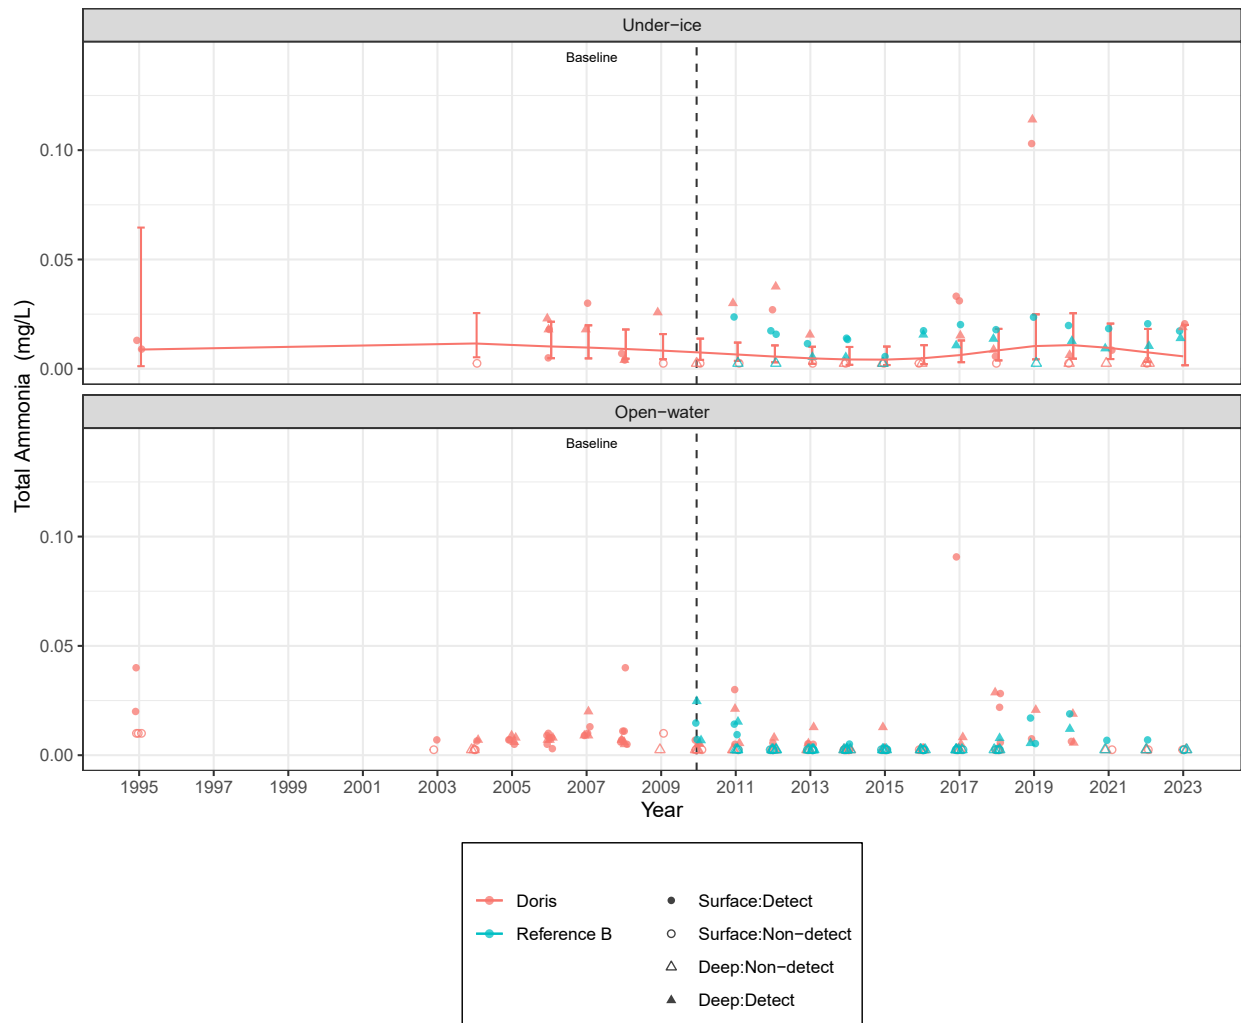 Under−ice
Baseline
0.10
0.05
0.00
Open−water
Baseline
0.10
0.05
0.00
Total Ammonia (mg/L)
1995 1997 1999 2001 2003 2005 2007 2009 2011 2013 2015 2017 2019 2021 2023
Year
Doris
Reference B
Surface:Detect
Surface:Non−detect
Deep:Non−detect
Deep:Detect